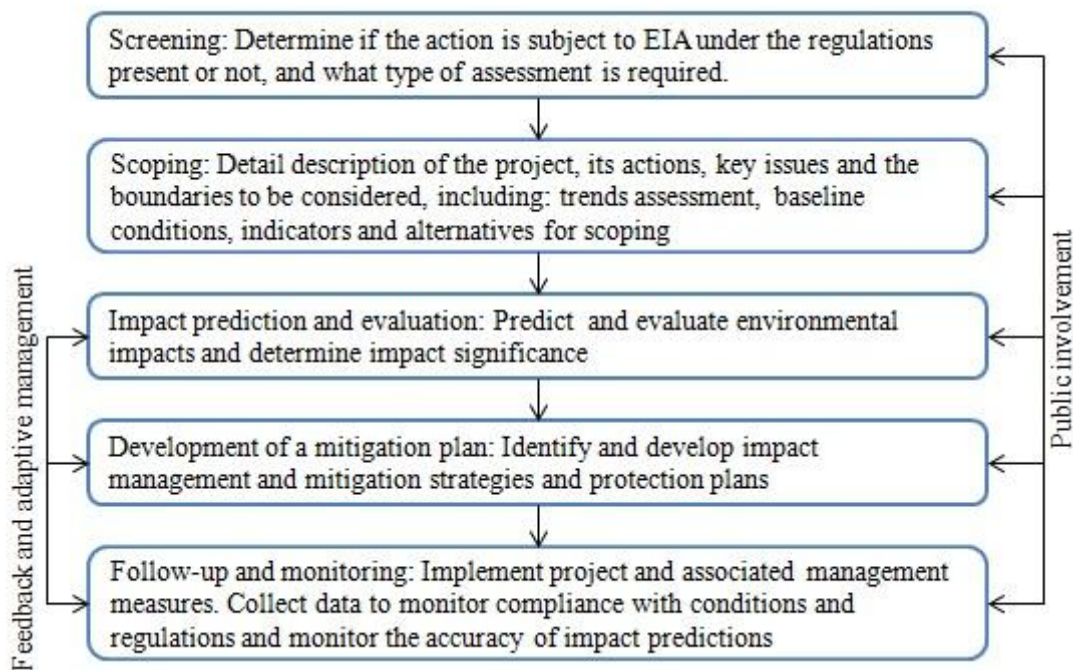 Screening: Determine if the action is subject to EIA under the regulations
present or not, and what type of assessment is required.
Scoping: Detail description of the project, its actions, key issues and the
boundaries to be considered, including: trends assessment, baseline
conditions, indicators and alternatives for scoping
Impact prediction and evaluation: Predict and evaluate environmental
impacts and determine impact significance
Development of a mitigation plan: Identify and develop impact
management and mitigation strategies and protection plans
Follow-up and monitoring: Implement project and associated management
measures. Collect data to monitor compliance with conditions and
regulations and monitor the accuracy of impact predictions
Feedback and adaptive management
Public involvement